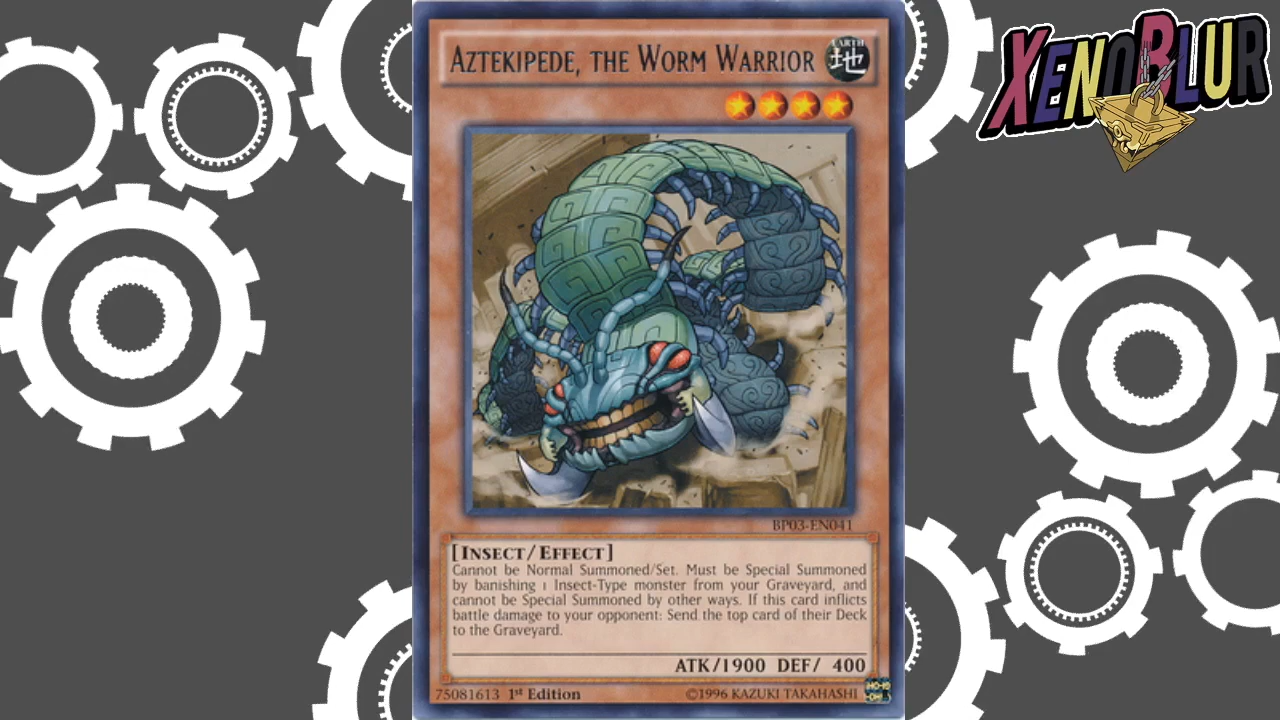 XENOBLUR
AZTEKIPEDE, THE WORM WARRIOR
EARTH
地
BP03-EN041
[INSECT/EFFECT]
Cannot be Normal Summoned/Set. Must be Special Summoned
by banishing 1 Insect-Type monster from your Graveyard, and
cannot be Special Summoned by other ways. If this card inflicts
battle damage to your opponent: Send the top card of their Deck
to the Graveyard.
ATK/1900 DEF/ 400
75081613 1st Edition ©1996 KAZUKI TAKAHASHI